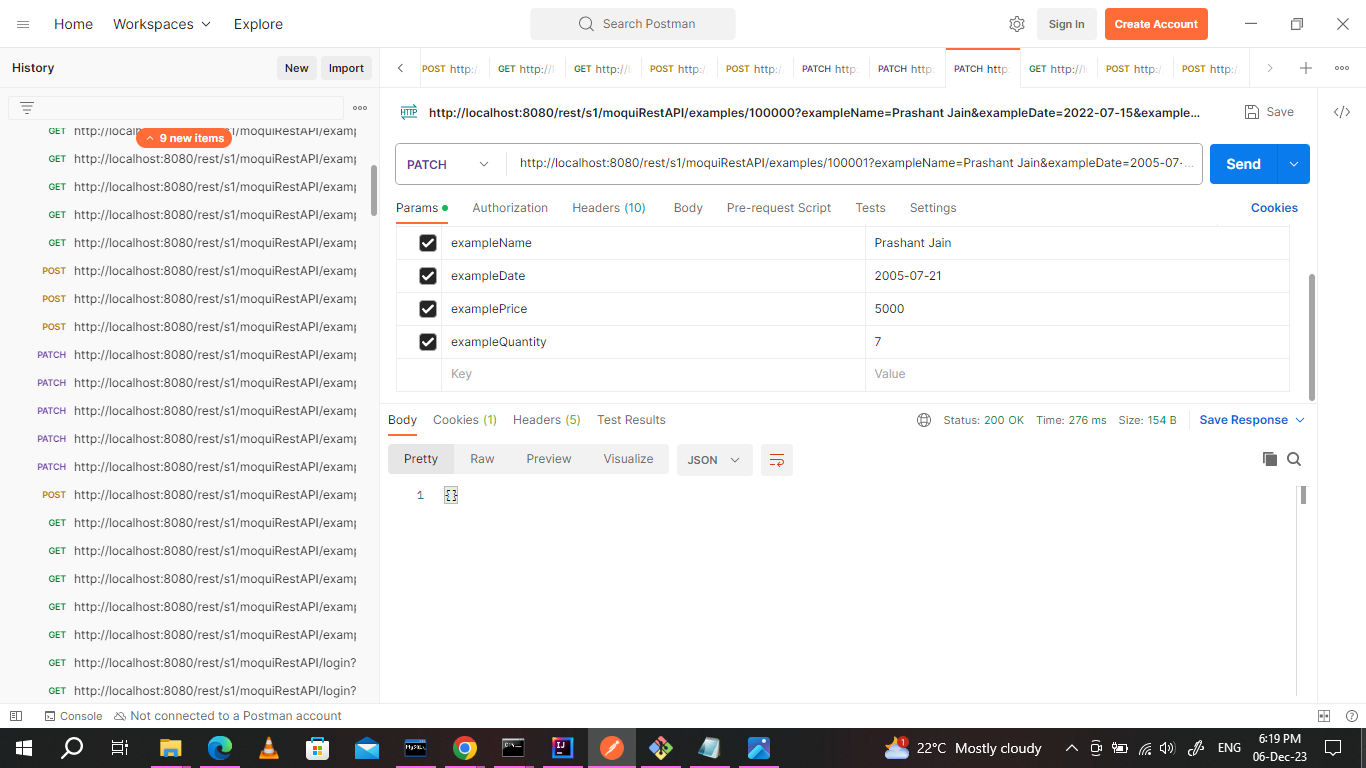 Home Workspaces Explore Search Postman Sign In Create Account
History New Import
POST http:/ GET http://l GET http://l POST http:/ POST http:/ PATCH http: PATCH http: PATCH http: GET http://l POST http:/ POST http:/
HTTP http://localhost:8080/rest/s1/moquiRestAPI/examples/100000?exampleName=Prashant Jain&exampleDate=2022-07-15&example... Save
PATCH http://localhost:8080/rest/s1/moquiRestAPI/examples/100001?exampleName=Prashant Jain&exampleDate=2005-07-... Send
Params Authorization Headers (10) Body Pre-request Script Tests Settings Cookies
exampleName Prashant Jain
exampleDate 2005-07-21
examplePrice 5000
exampleQuantity 7
Key Value
Body Cookies (1) Headers (5) Test Results Status: 200 OK Time: 276 ms Size: 154 B Save Response
Pretty Raw Preview Visualize JSON
1 {}
9 new items
GET http://localhost:8080/rest/s1/moquiRestAPI/examp
GET http://localhost:8080/rest/s1/moquiRestAPI/examp
GET http://localhost:8080/rest/s1/moquiRestAPI/examp
GET http://localhost:8080/rest/s1/moquiRestAPI/examp
POST http://localhost:8080/rest/s1/moquiRestAPI/examp
POST http://localhost:8080/rest/s1/moquiRestAPI/examp
POST http://localhost:8080/rest/s1/moquiRestAPI/examp
PATCH http://localhost:8080/rest/s1/moquiRestAPI/examp
PATCH http://localhost:8080/rest/s1/moquiRestAPI/examp
PATCH http://localhost:8080/rest/s1/moquiRestAPI/examp
PATCH http://localhost:8080/rest/s1/moquiRestAPI/examp
PATCH http://localhost:8080/rest/s1/moquiRestAPI/examp
POST http://localhost:8080/rest/s1/moquiRestAPI/examp
GET http://localhost:8080/rest/s1/moquiRestAPI/examp
GET http://localhost:8080/rest/s1/moquiRestAPI/examp
GET http://localhost:8080/rest/s1/moquiRestAPI/examp
GET http://localhost:8080/rest/s1/moquiRestAPI/examp
GET http://localhost:8080/rest/s1/moquiRestAPI/examp
GET http://localhost:8080/rest/s1/moquiRestAPI/login?
GET http://localhost:8080/rest/s1/moquiRestAPI/login?
Console Not connected to a Postman account
1 22°C Mostly cloudy ENG 6:19 PM
06-Dec-23